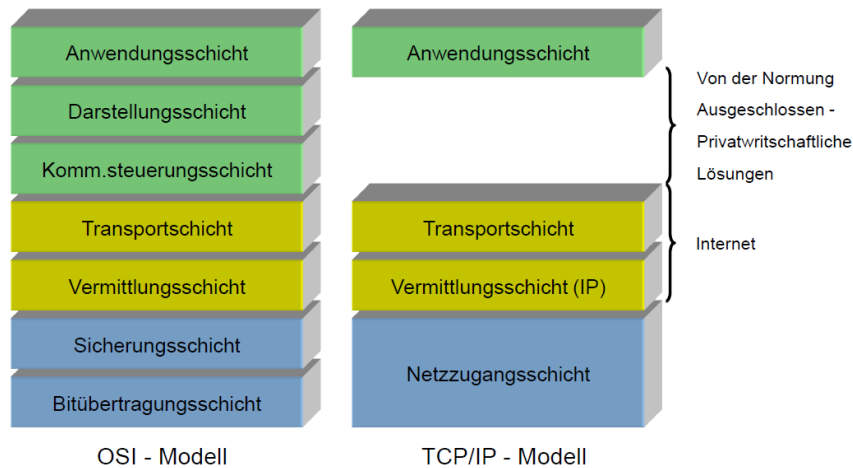 Anwendungsschicht
Darstellungsschicht
Komm.steuerungsschicht
Transportschicht
Vermittlungsschicht
Sicherungsschicht
Bitübertragungsschicht
OSI - Modell
Anwendungsschicht
Transportschicht
Vermittlungsschicht (IP)
Netzzugangsschicht
TCP/IP - Modell
Von der Normung
Ausgeschlossen -
Privatwritschaftliche
Lösungen
Internet